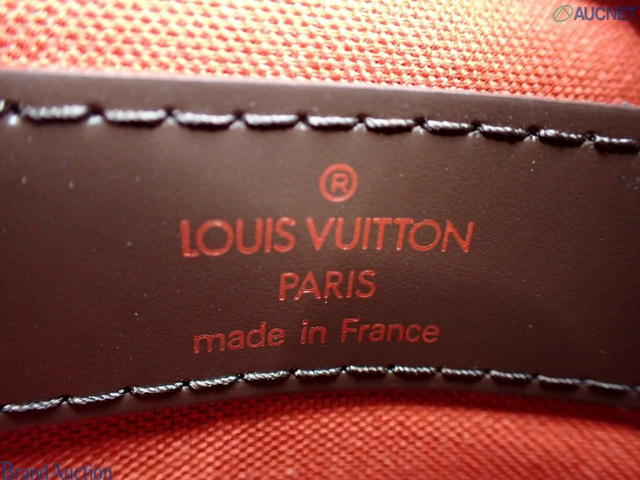 AUCNET
®
LOUIS VUITTON
PARIS
made in France
Brand Auction